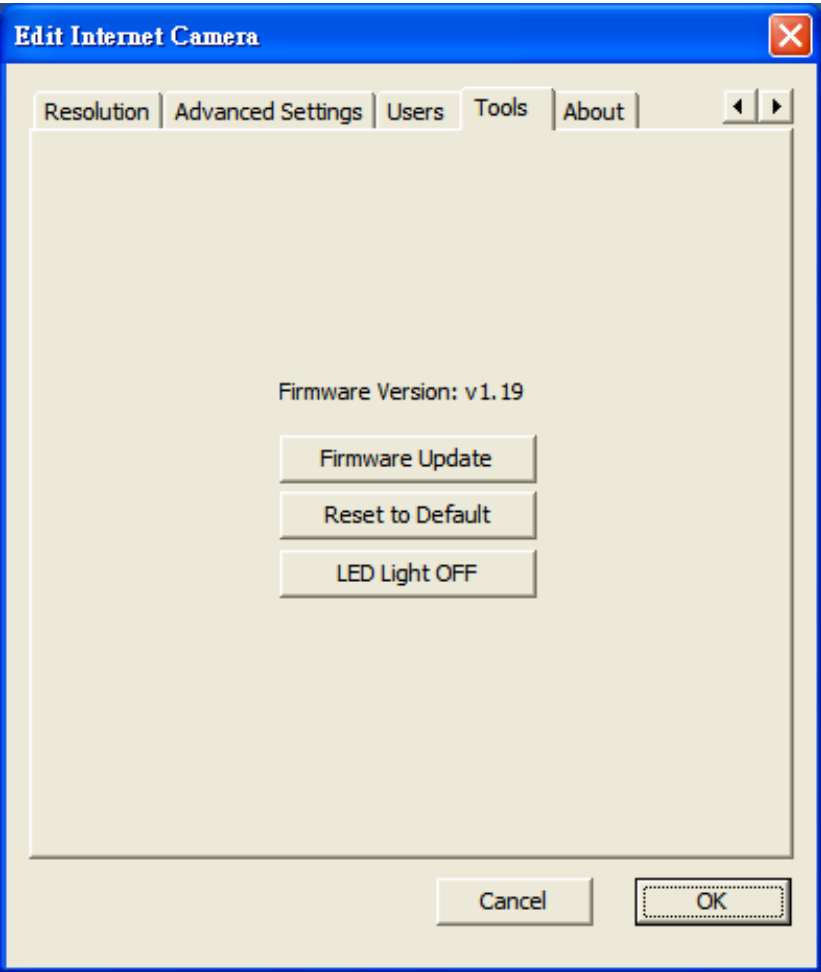 Edit Internet Camera
Resolution Advanced Settings Users Tools About
Firmware Version: v1.19
Firmware Update
Reset to Default
LED Light OFF
Cancel OK